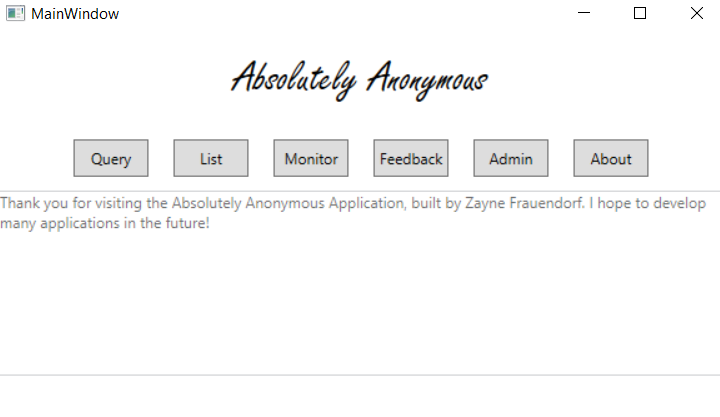 MainWindow
Absolutely Anonymous
Query List Monitor Feedback Admin About
Thank you for visiting the Absolutely Anonymous Application, built by Zayne Frauendorf. I hope to develop
many applications in the future!